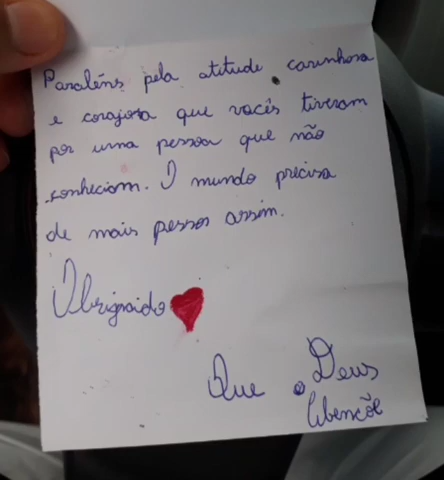 Parabéns pela atitude carinhosa
e corajosa que vocês tiveram
por uma pessoa que não
conheciam. O mundo precisa
de mais pessoas assim.
Obrigado
Que Deus
Abençõe